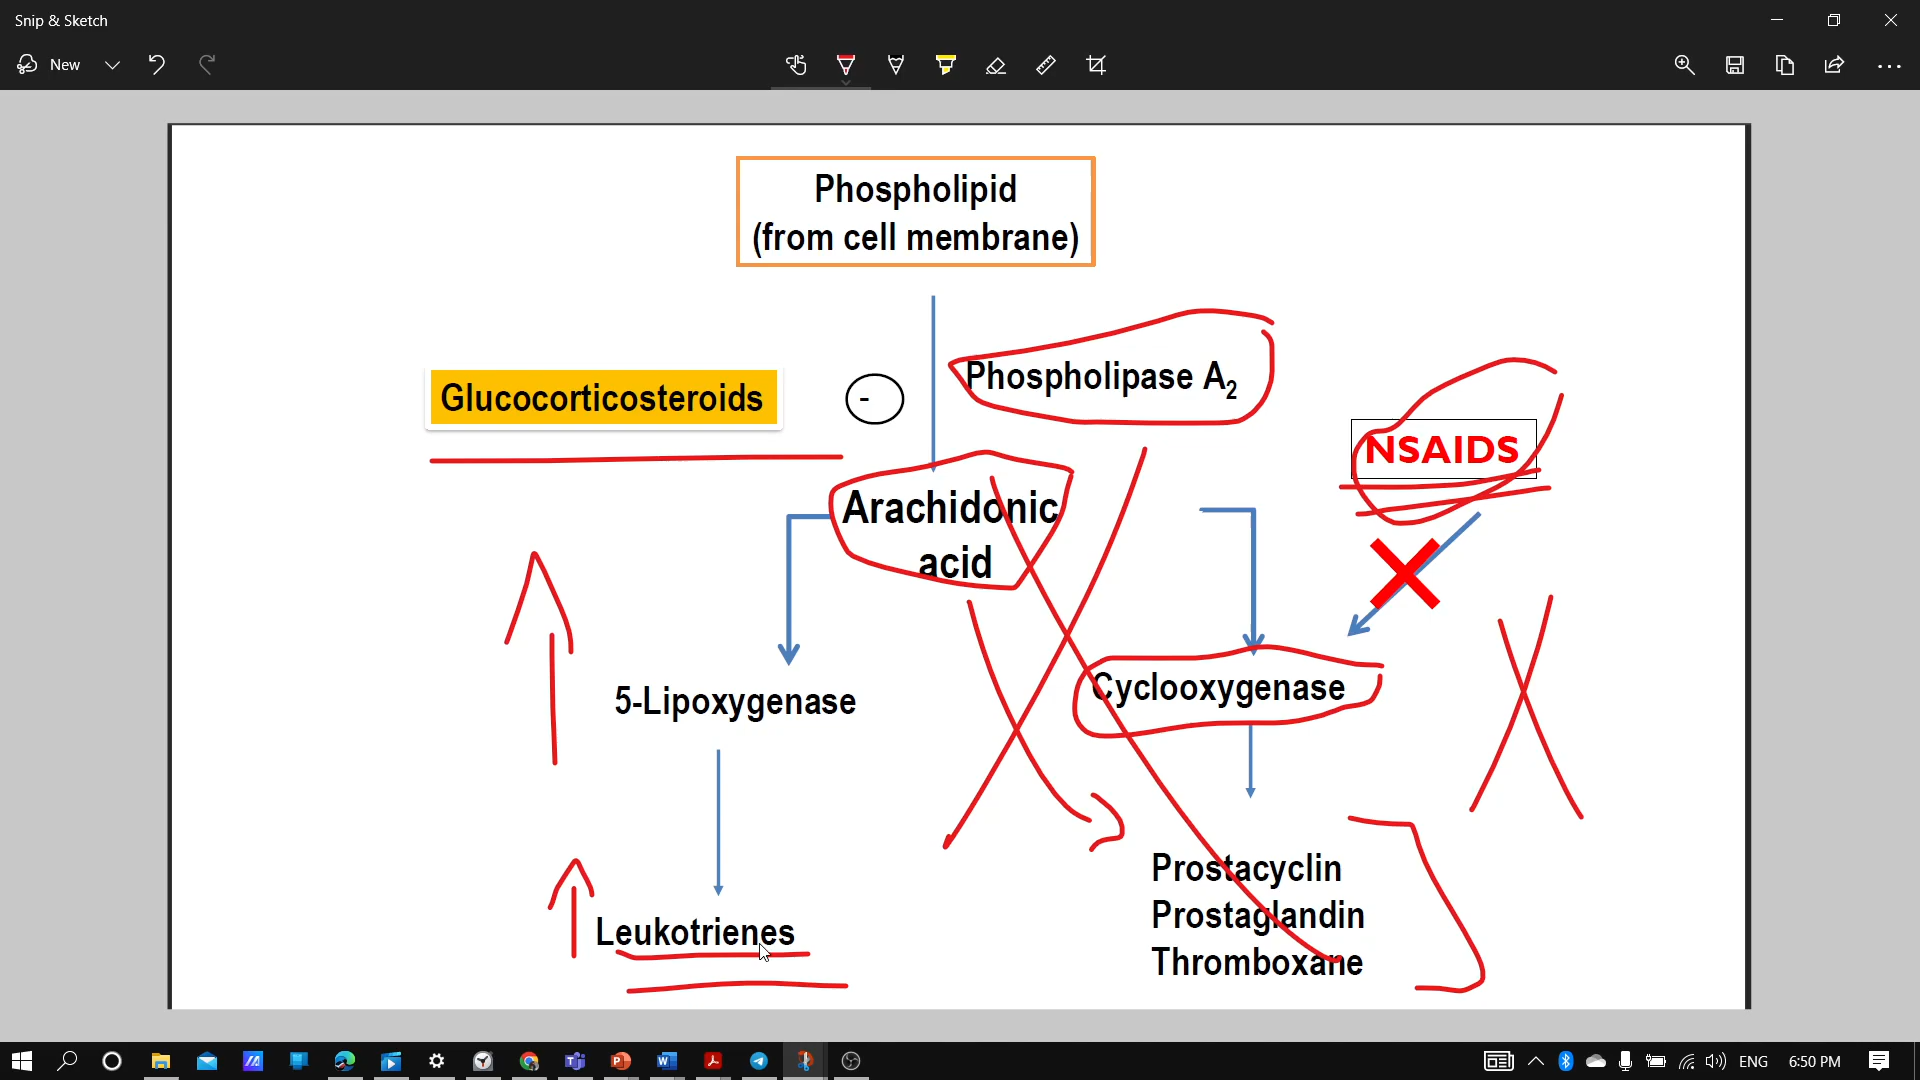 Snip & Sketch
New
Phospholipid
(from cell membrane)
Phospholipase A₂
Glucocorticosteroids
-
NSAIDS
Arachidonic
acid
Cyclooxygenase
5-Lipoxygenase
Prostacyclin
Prostaglandin
Leukotrienes
Thromboxane
ENG
6:50 PM